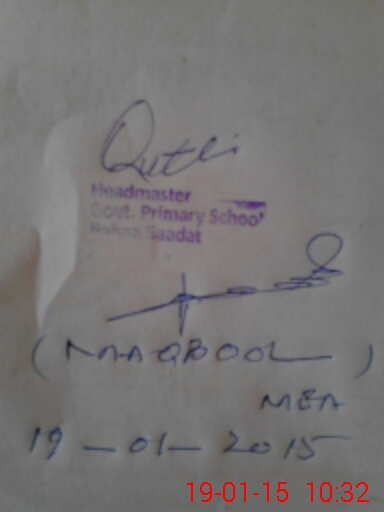 Headmaster
Govt. Primary School
Saadat
(MAQBOOL)
MEA
19-01-2015
19-01-15 10:32